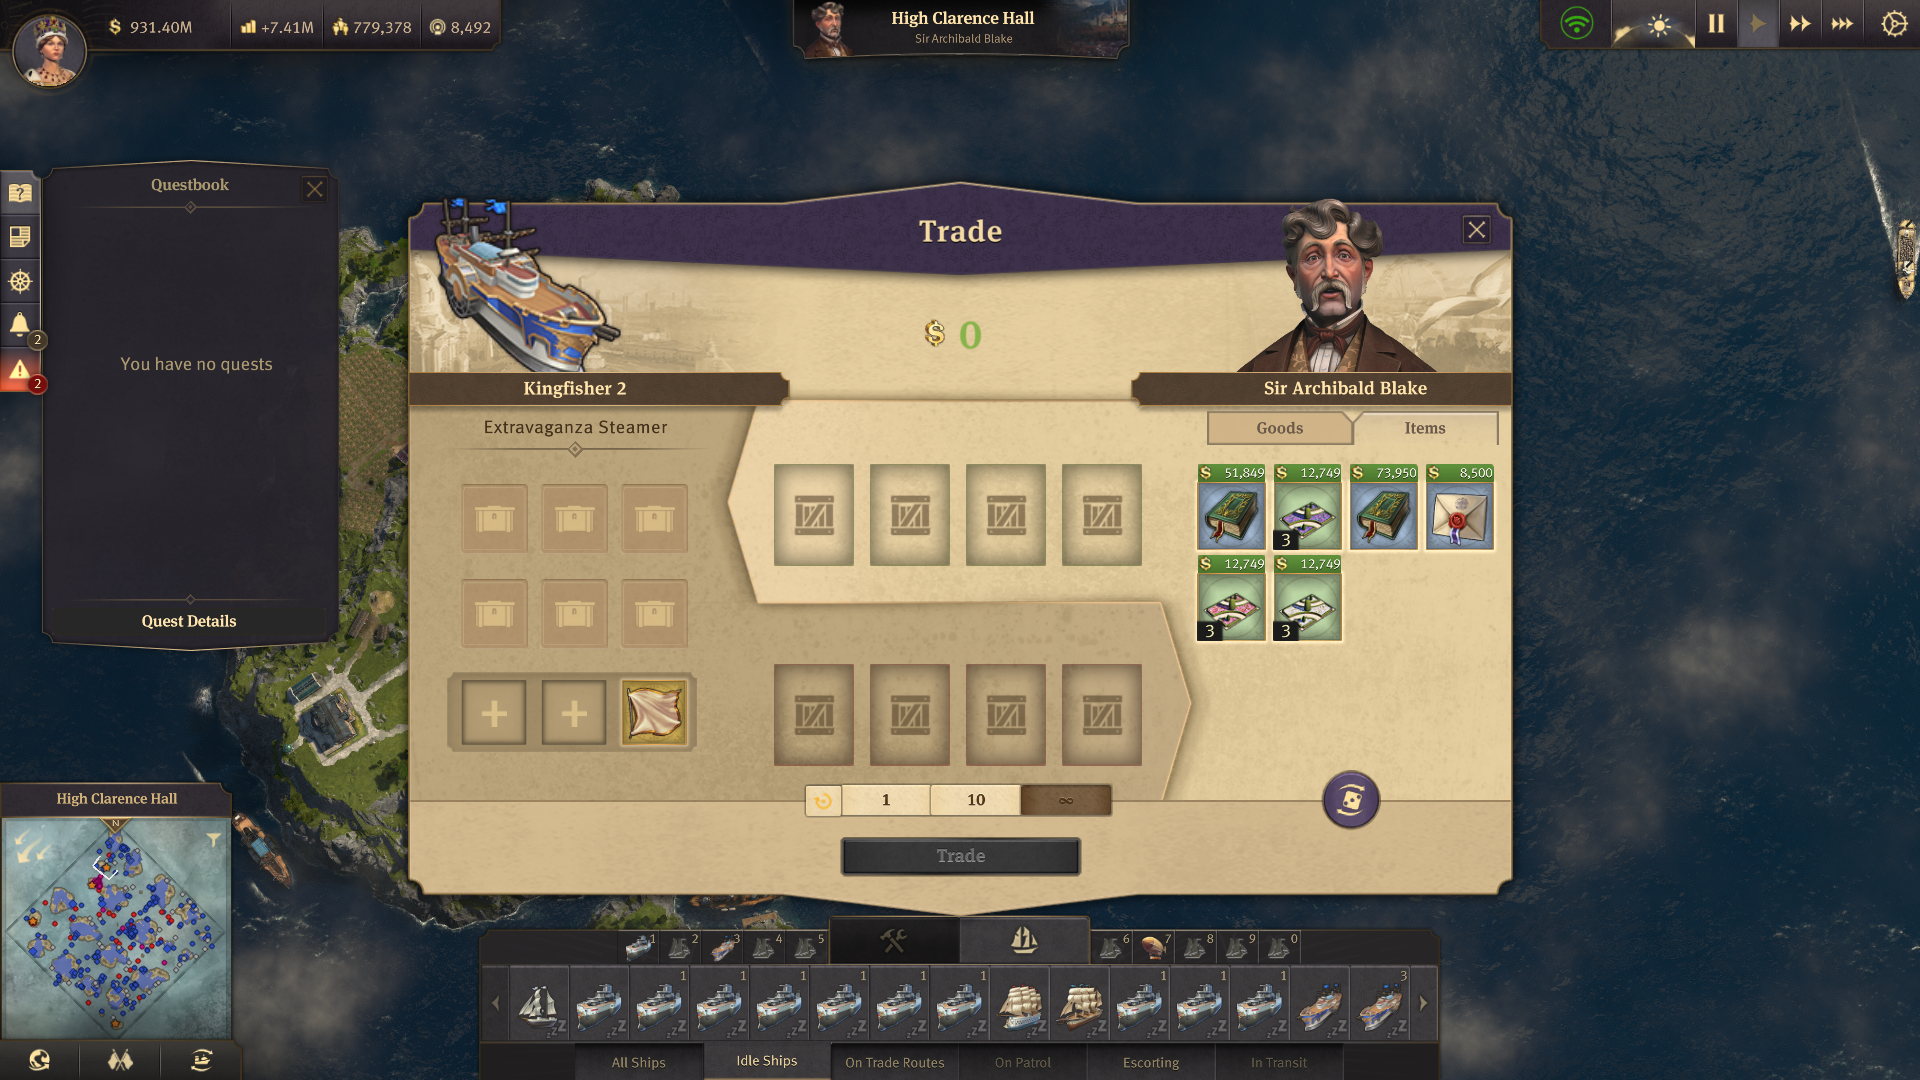 931.40M
+7.41M
779,378
8,492
High Clarence Hall
Sir Archibald Blake
Questbook
2
2
You have no quests
Quest Details
Trade
0
Kingfisher 2
Sir Archibald Blake
Extravaganza Steamer
Goods
Items
51,849
12,749
73,950
8,500
3
12,749
12,749
3
3
1
10
∞
Trade
High Clarence Hall
N
1
2
3
4
5
6
7
8
9
0
1
1
1
1
1
1
1
1
1
3
All Ships
Idle Ships
On Trade Routes
On Patrol
Escorting
In Transit